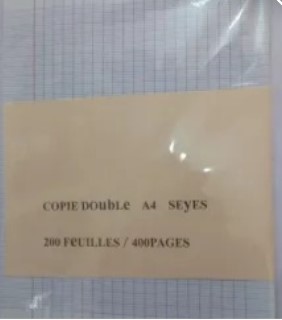 COPIE DOubLe A4 SEyES
200 FeUILLES / 400PAGES